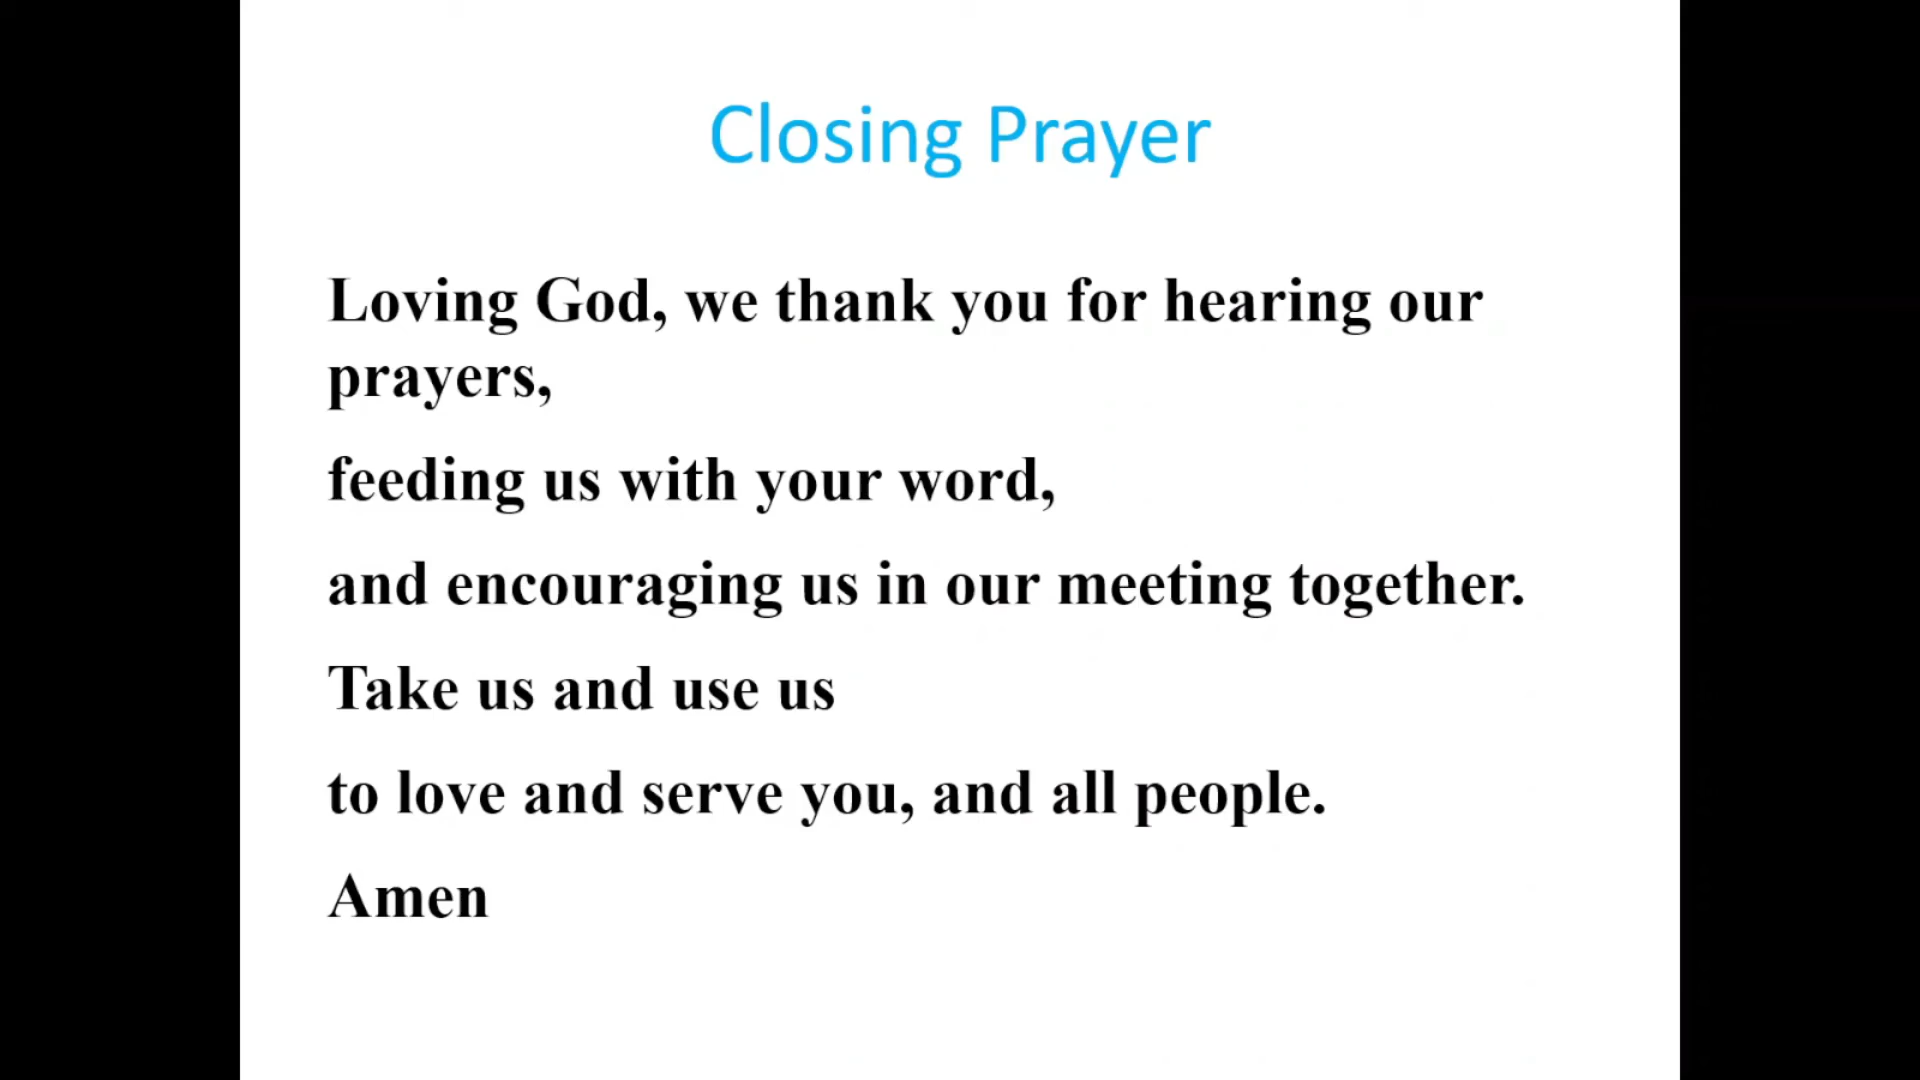 Closing Prayer
Loving God, we thank you for hearing our
prayers,
feeding us with your word,
and encouraging us in our meeting together.
Take us and use us
to love and serve you, and all people.
Amen